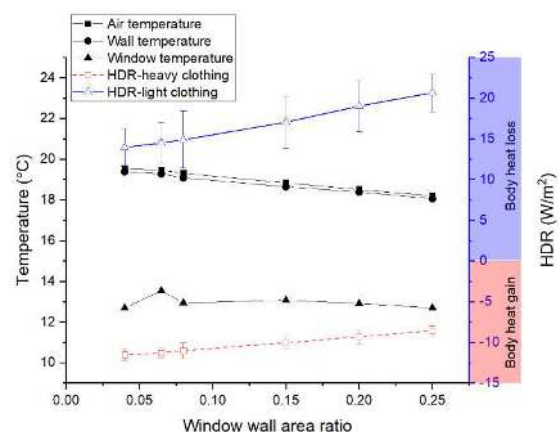 Air temperature
Wall temperature
Window temperature
HDR-heavy clothing
HDR-light clothing
Temperature (°C)
24
22
20
18
16
14
12
10
0.00
0.05
0.10
0.15
0.20
0.25
Window wall area ratio
25
20
15
10
5
0
-5
-10
-15
Body heat loss
Body heat gain
HDR (W/m²)